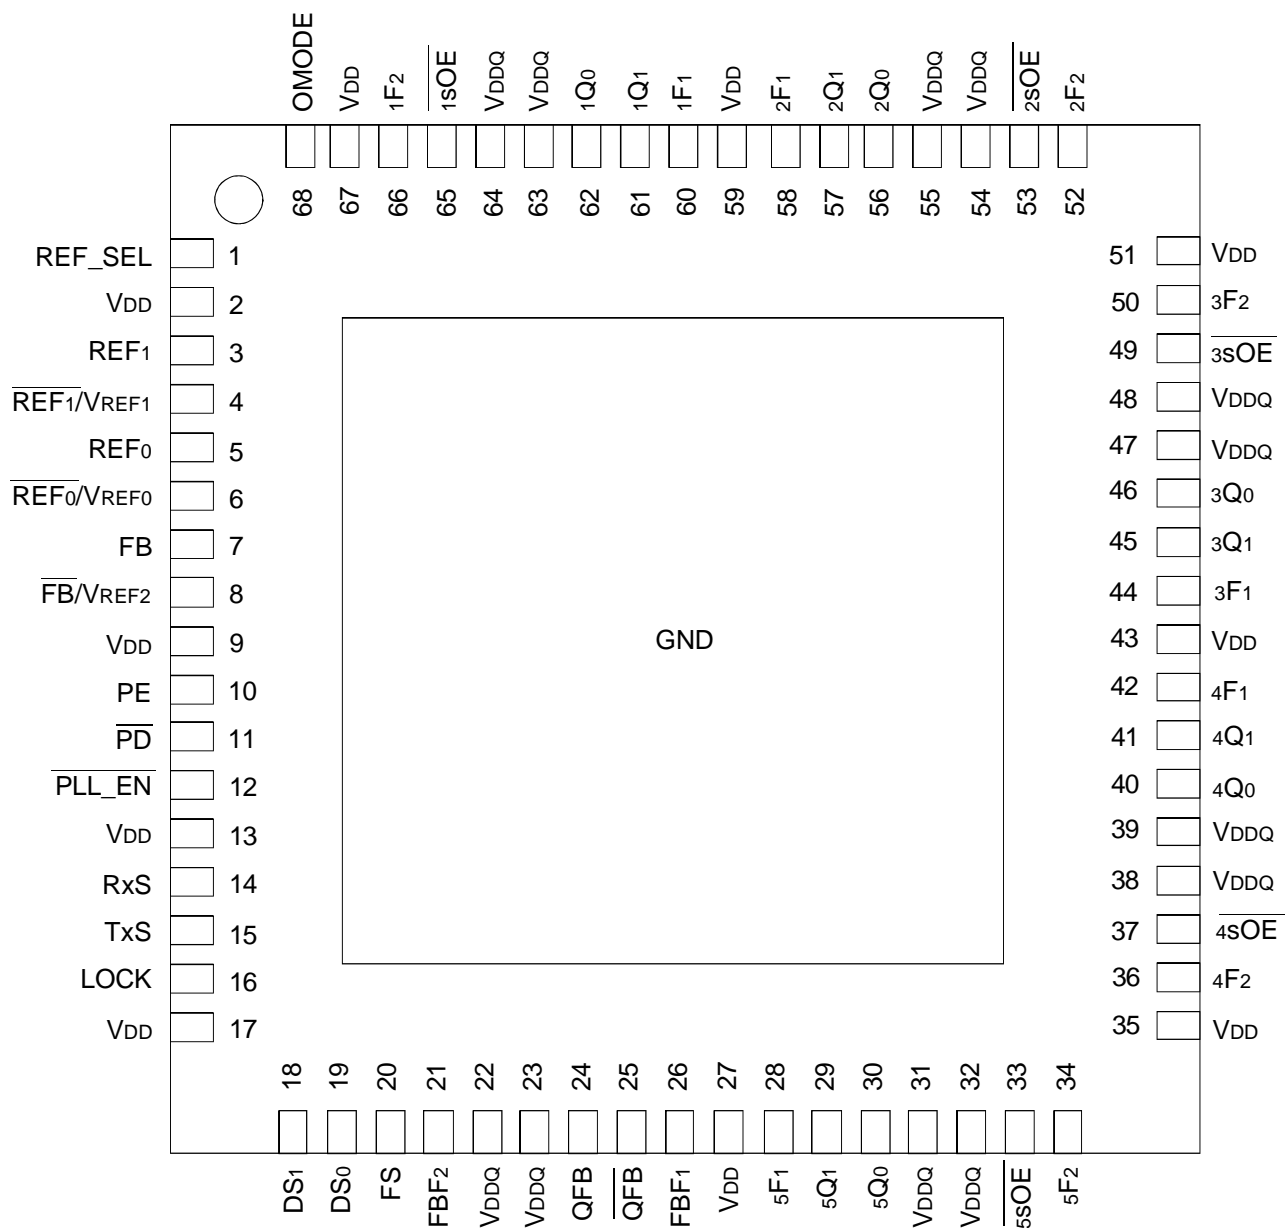 OMODE VDD 1F2 1sOE VDDQ VDDQ 1Q0 1Q1 1F1 VDD 2F1 2Q1 2Q0 VDDQ VDDQ 2sOE 2F2
68 67 66 65 64 63 62 61 60 59 58 57 56 55 54 53 52
REF_SEL 1
VDD 2
REF1 3
REF1/VREF1 4
REF0 5
REF0/VREF0 6
FB 7
FB/VREF2 8
VDD 9
PE 10
PD 11
PLL_EN 12
VDD 13
RxS 14
TxS 15
LOCK 16
VDD 17
GND
51 VDD
50 3F2
49 3sOE
48 VDDQ
47 VDDQ
46 3Q0
45 3Q1
44 3F1
43 VDD
42 4F1
41 4Q1
40 4Q0
39 VDDQ
38 VDDQ
37 4sOE
36 4F2
35 VDD
18 19 20 21 22 23 24 25 26 27 28 29 30 31 32 33 34
DS1 DS0 FS FBF2 VDDQ VDDQ QFB QFB FBF1 VDD 5F1 5Q1 5Q0 VDDQ VDDQ 5sOE 5F2